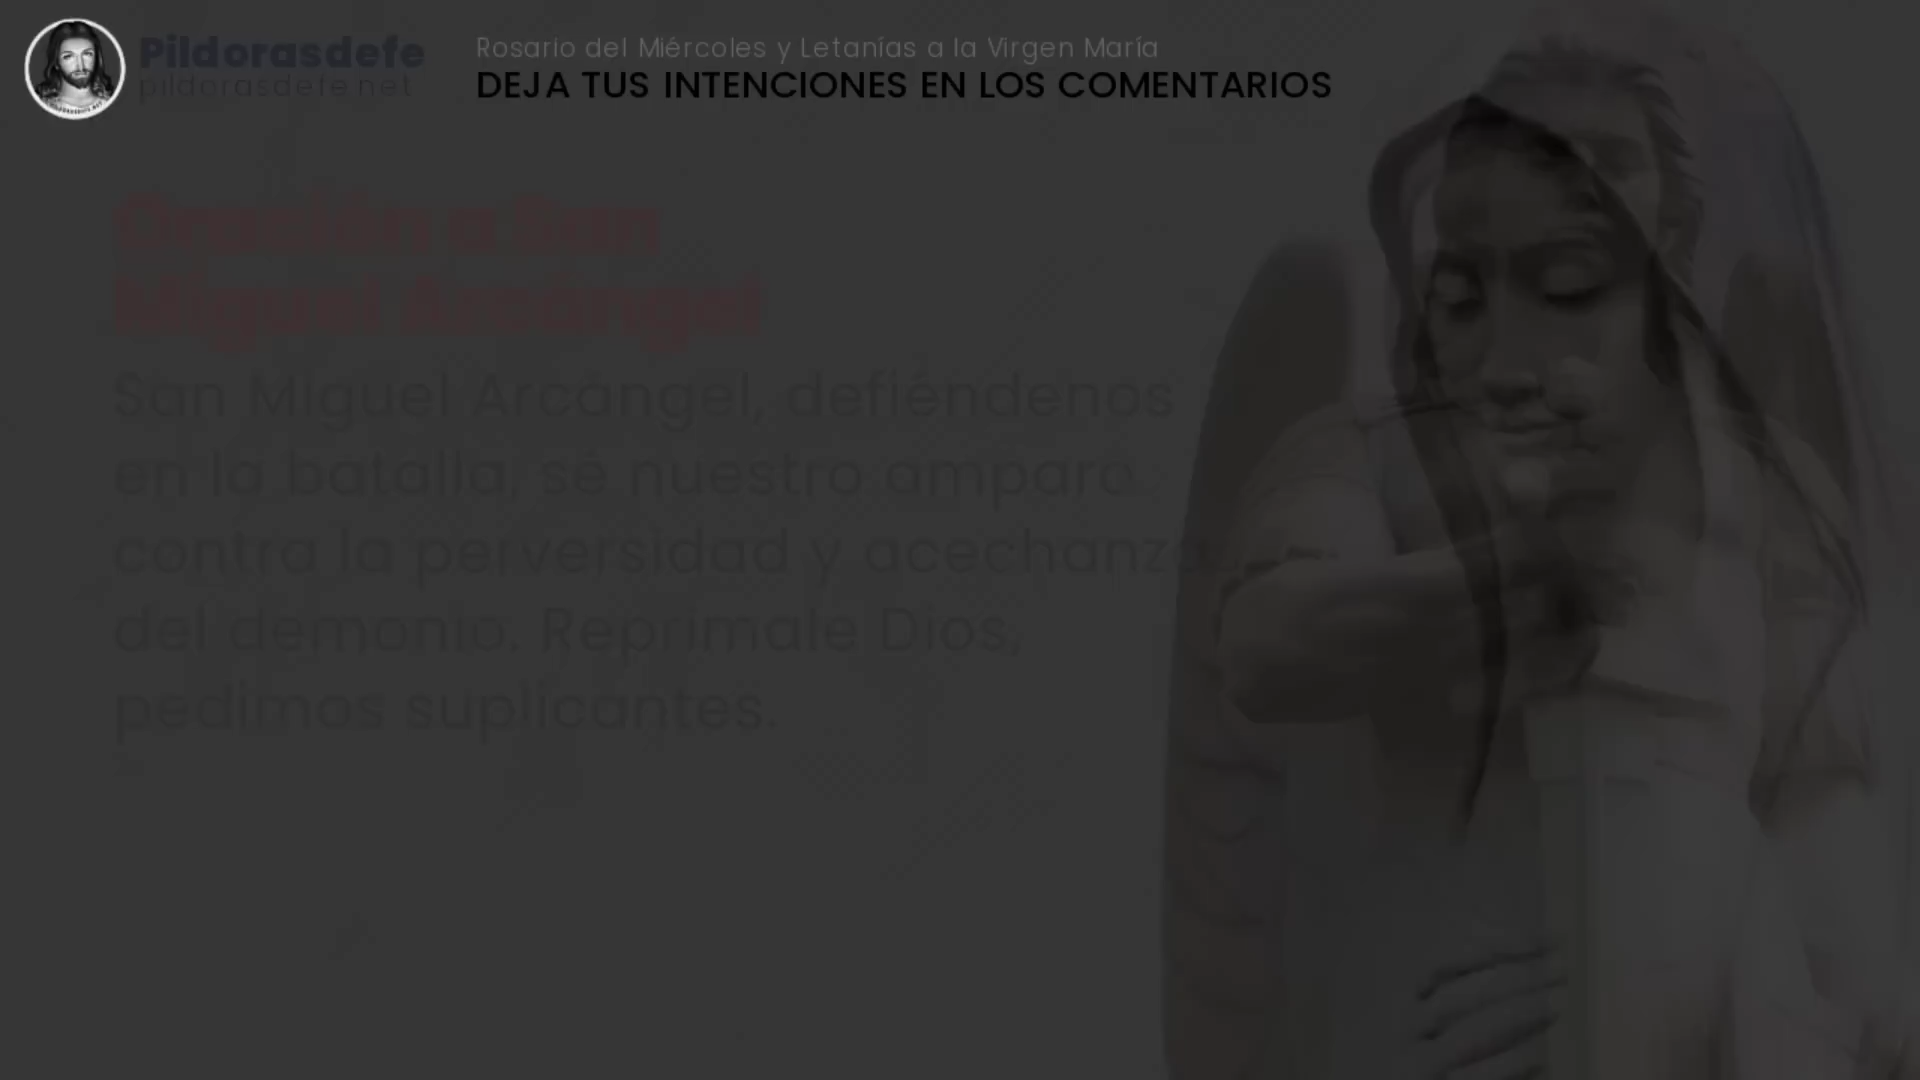 Pildorasdefe
pildorasdefe.net
Rosario del Miércoles y Letanías a la Virgen María
DEJA TUS INTENCIONES EN LOS COMENTARIOS
Oración a San
Miguel Arcángel
San Miguel Arcángel, defiéndenos
en la batalla, sé nuestro amparo
contra la perversidad y acechanzas
del demonio. Reprimale Dios,
pedimos suplicantes.